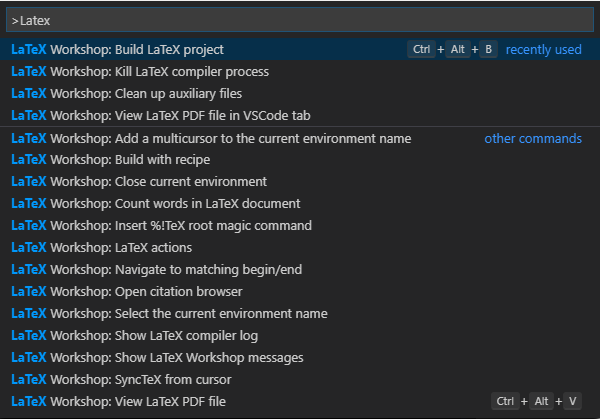 >Latex
LaTeX Workshop: Build LaTeX project Ctrl + Alt + B recently used
LaTeX Workshop: Kill LaTeX compiler process
LaTeX Workshop: Clean up auxiliary files
LaTeX Workshop: View LaTeX PDF file in VSCode tab
LaTeX Workshop: Add a multicursor to the current environment name other commands
LaTeX Workshop: Build with recipe
LaTeX Workshop: Close current environment
LaTeX Workshop: Count words in LaTeX document
LaTeX Workshop: Insert %!TeX root magic command
LaTeX Workshop: LaTeX actions
LaTeX Workshop: Navigate to matching begin/end
LaTeX Workshop: Open citation browser
LaTeX Workshop: Select the current environment name
LaTeX Workshop: Show LaTeX compiler log
LaTeX Workshop: Show LaTeX Workshop messages
LaTeX Workshop: SyncTeX from cursor
LaTeX Workshop: View LaTeX PDF file Ctrl + Alt + V